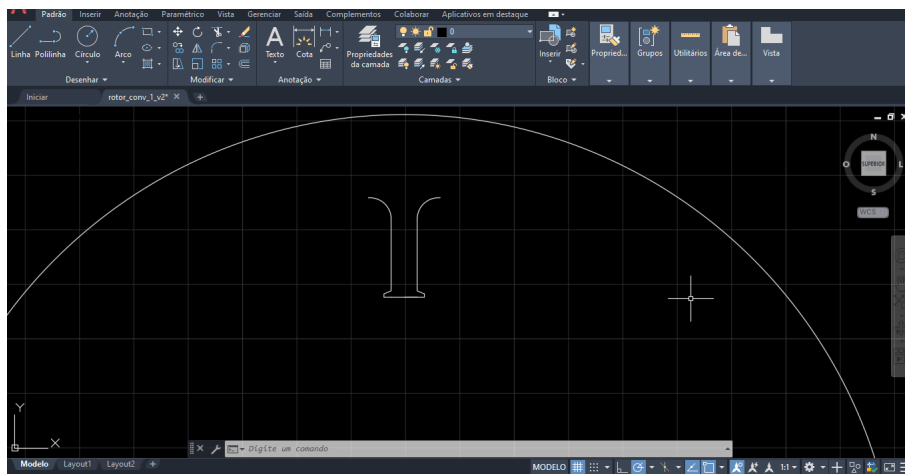 Padrão Inserir Anotação Paramétrico Vista Gerenciar Saída Complementos Colaborar Aplicativos em destaque
0
Linha Polilinha Círculo Arco Texto Cota Propriedades da camada Inserir Propried... Grupos Utilitários Área de... Vista
Desenhar Modificar Anotação Camadas Bloco
Iniciar rotor_conv_1_v2*
N
O SUPERIOR L
S
WCS
Y
X
Digite um comando
Modelo Layout1 Layout2 + MODELO 1:1